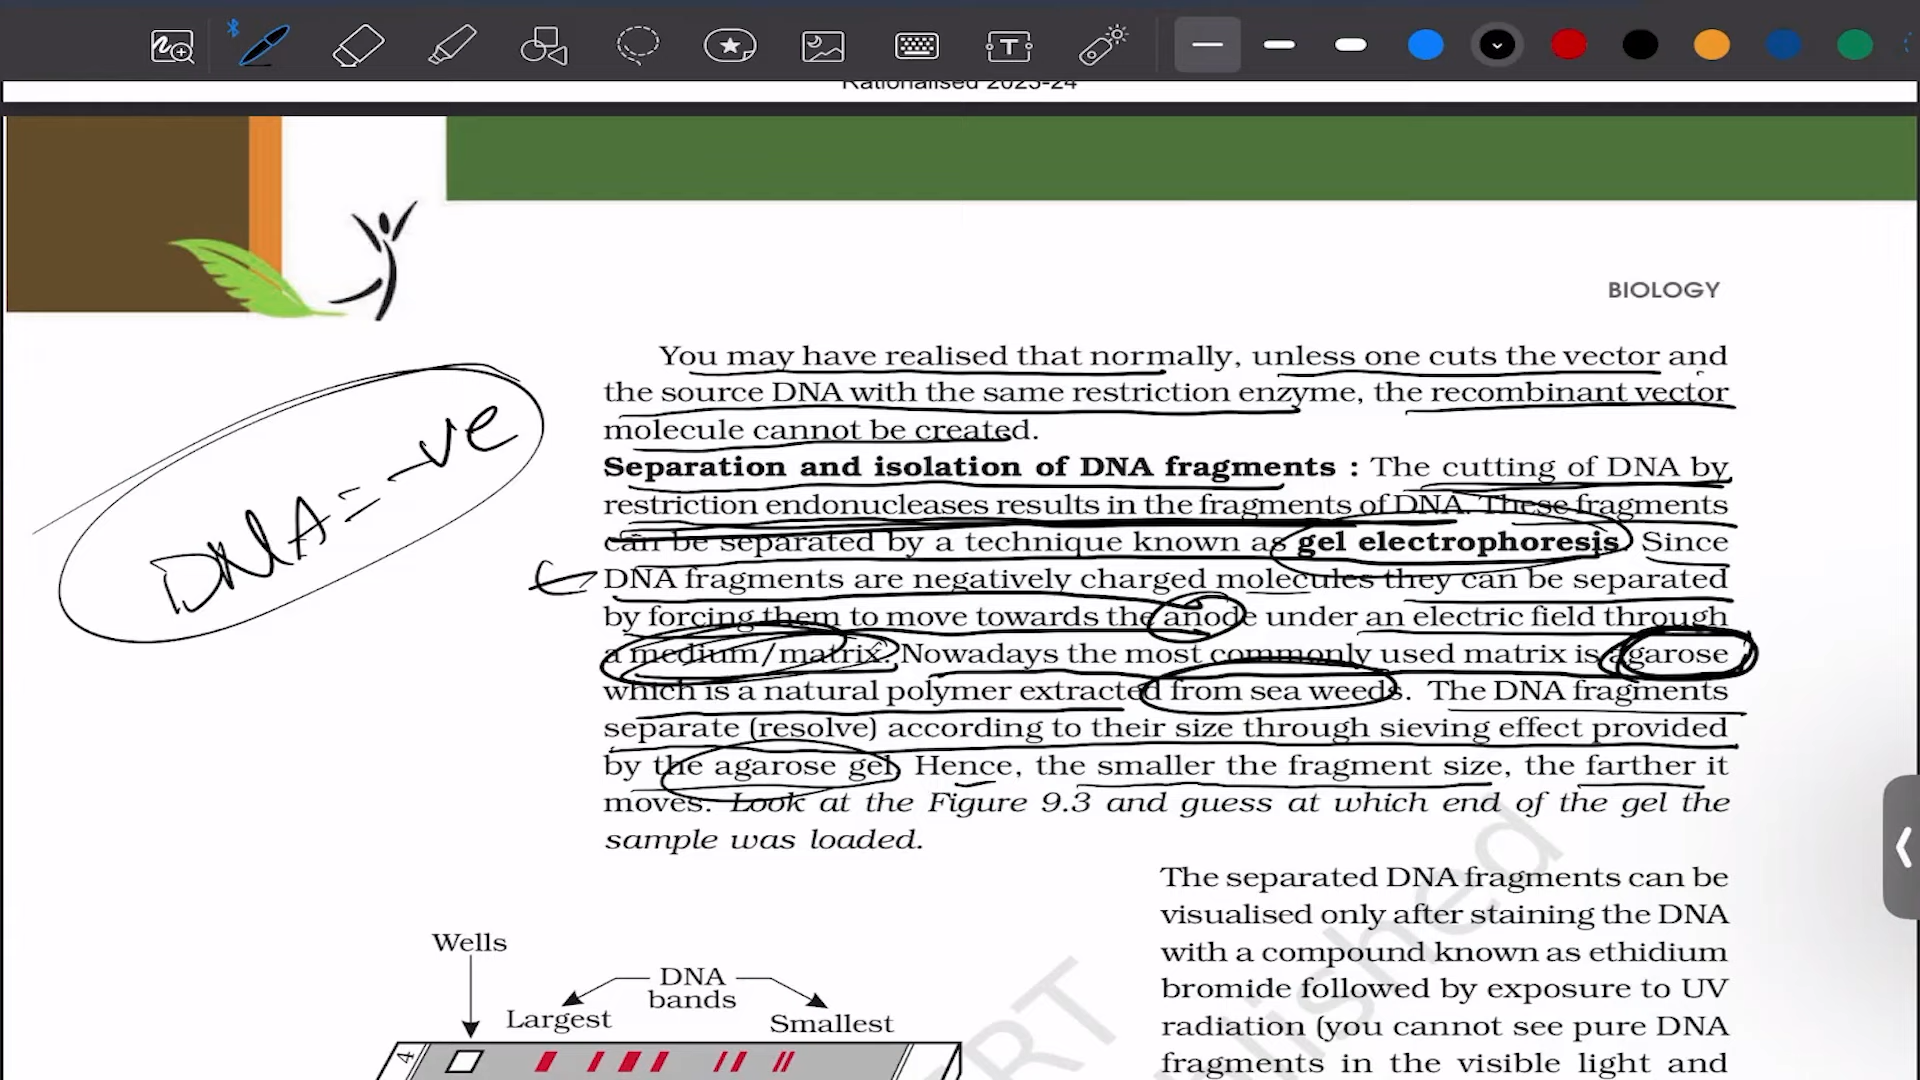 Rationalised 2023-24
BIOLOGY
DNA = -ve
You may have realised that normally, unless one cuts the vector and
the source DNA with the same restriction enzyme, the recombinant vector
molecule cannot be created.
Separation and isolation of DNA fragments : The cutting of DNA by
restriction endonucleases results in the fragments of DNA. These fragments
can be separated by a technique known as gel electrophoresis. Since
DNA fragments are negatively charged molecules they can be separated
by forcing them to move towards the anode under an electric field through
a medium/matrix. Nowadays the most commonly used matrix is agarose
which is a natural polymer extracted from sea weeds. The DNA fragments
separate (resolve) according to their size through sieving effect provided
by the agarose gel. Hence, the smaller the fragment size, the farther it
moves. Look at the Figure 9.3 and guess at which end of the gel the
sample was loaded.
The separated DNA fragments can be
visualised only after staining the DNA
with a compound known as ethidium
bromide followed by exposure to UV
radiation (you cannot see pure DNA
fragments in the visible light and
Wells
DNA
bands
Largest
Smallest
4